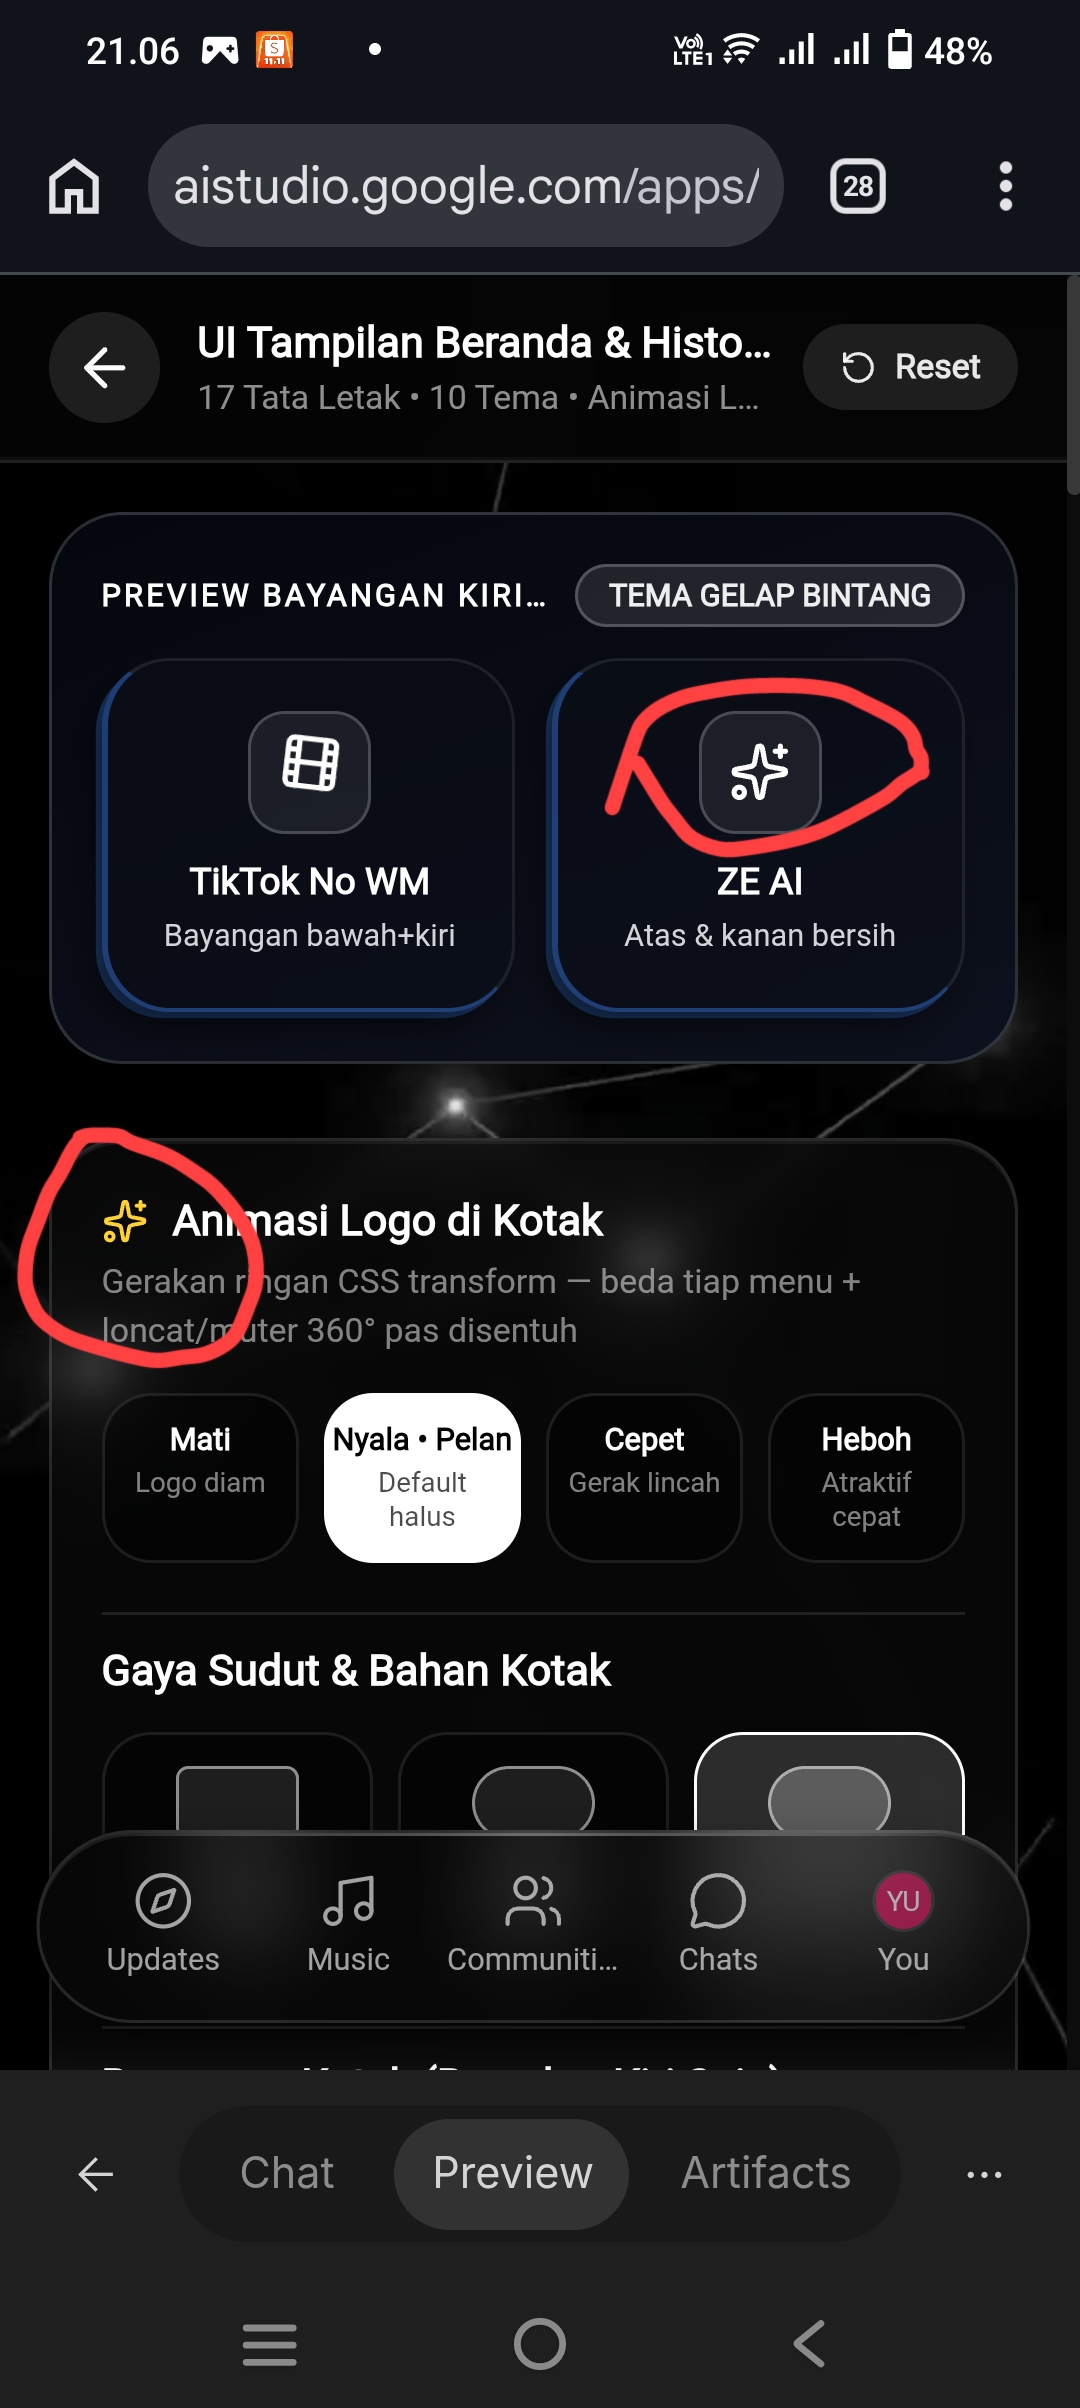 21.06
Vo)) LTE1
48%
aistudio.google.com/apps/
28
UI Tampilan Beranda & Histo...
17 Tata Letak • 10 Tema • Animasi L...
Reset
PREVIEW BAYANGAN KIRI...
TEMA GELAP BINTANG
TikTok No WM
Bayangan bawah+kiri
ZE AI
Atas & kanan bersih
Animasi Logo di Kotak
Gerakan ringan CSS transform — beda tiap menu +
loncat/muter 360° pas disentuh
Mati
Logo diam
Nyala • Pelan
Default
halus
Cepet
Gerak lincah
Heboh
Atraktif
cepat
Gaya Sudut & Bahan Kotak
Updates
Music
Communiti...
Chats
YU
You
Chat
Preview
Artifacts